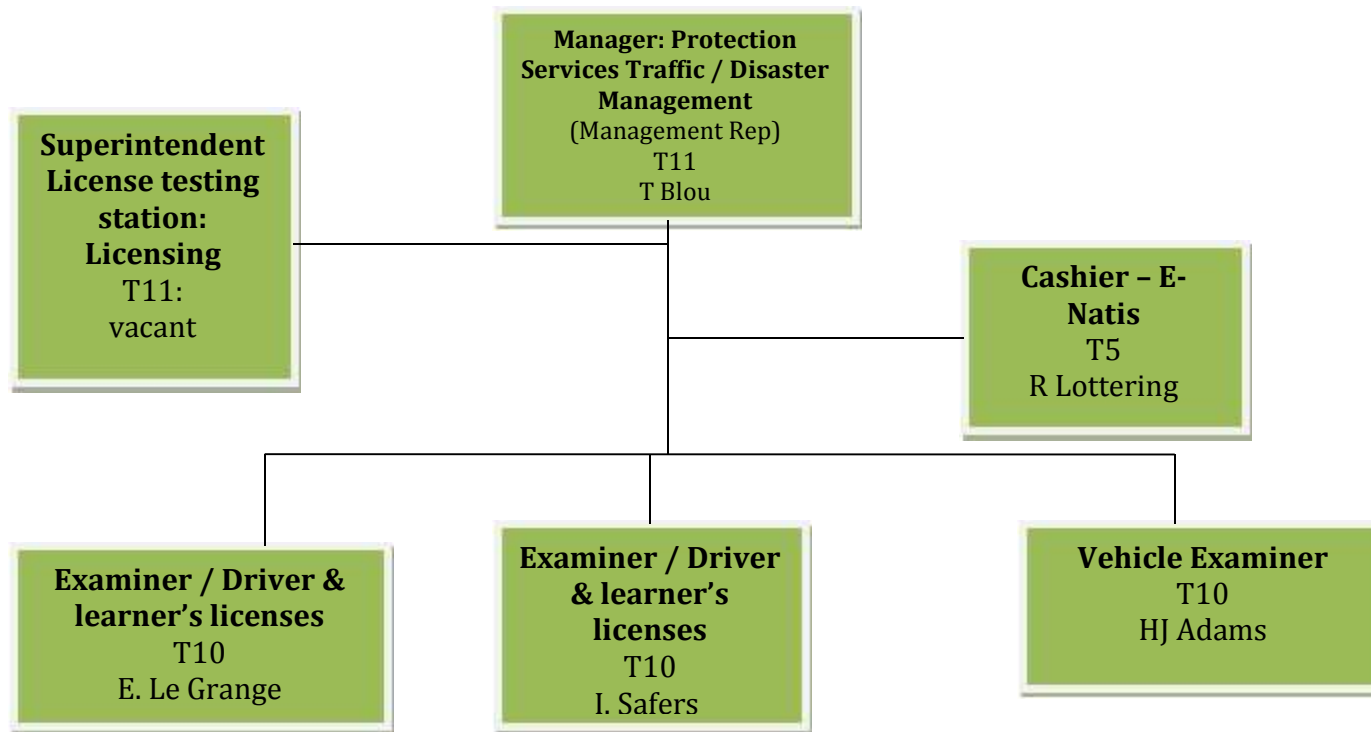 Manager: Protection
Services Traffic / Disaster
Management
(Management Rep)
T11
T Blou
Superintendent
License testing
station:
Licensing
T11:
vacant
Cashier – E-
Natis
T5
R Lottering
Examiner / Driver &
learner’s licenses
T10
E. Le Grange
Examiner / Driver
& learner’s
licenses
T10
I. Safers
Vehicle Examiner
T10
HJ Adams